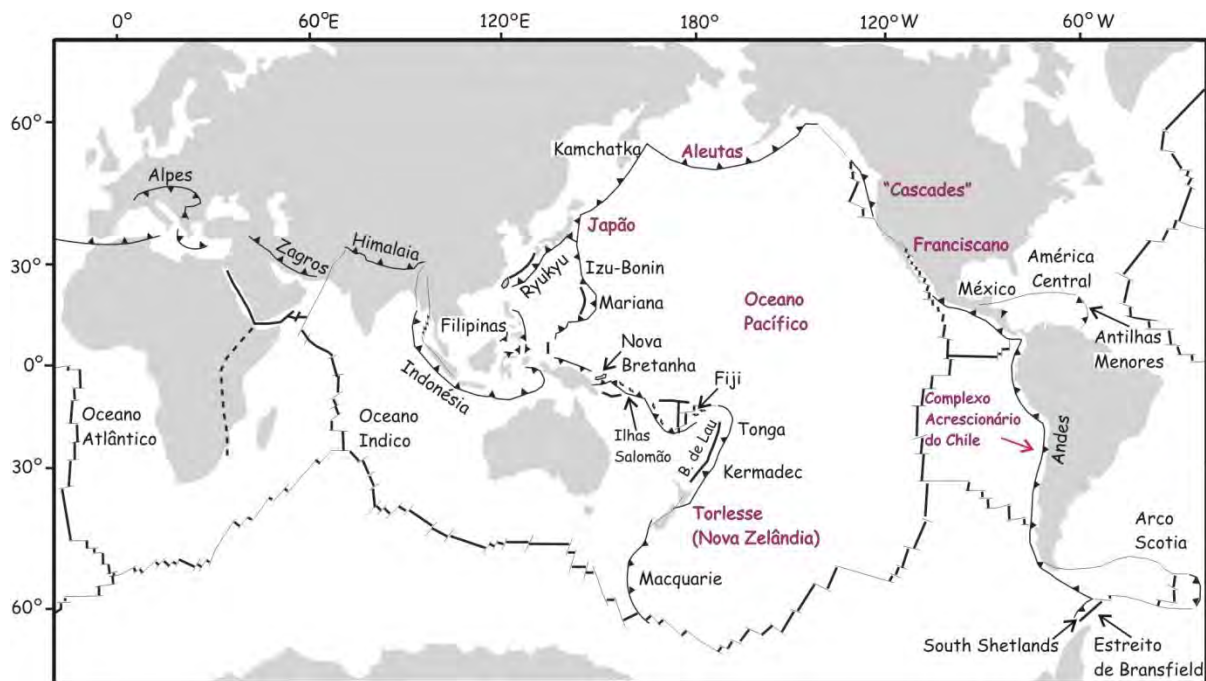 0°
60°E
120°E
180°
120°W
60°W
60°
30°
0°
30°
60°
Alpes
Zagros
Himalaia
Kamchatka
Aleutas
"Cascades"
Japão
Franciscano
Ryukyu
Izu-Bonin
América
Central
México
Mariana
Oceano
Pacífico
Filipinas
Antilhas
Menores
Nova
Bretanha
Indonésia
Fiji
Oceano
Atlântico
Oceano
Indico
Ilhas
Salomão
B. de Lau
Tonga
Complexo
Acrescionário
do Chile
Andes
Kermadec
Torlesse
(Nova Zelândia)
Arco
Scotia
Macquarie
South Shetlands
Estreito
de Bransfield